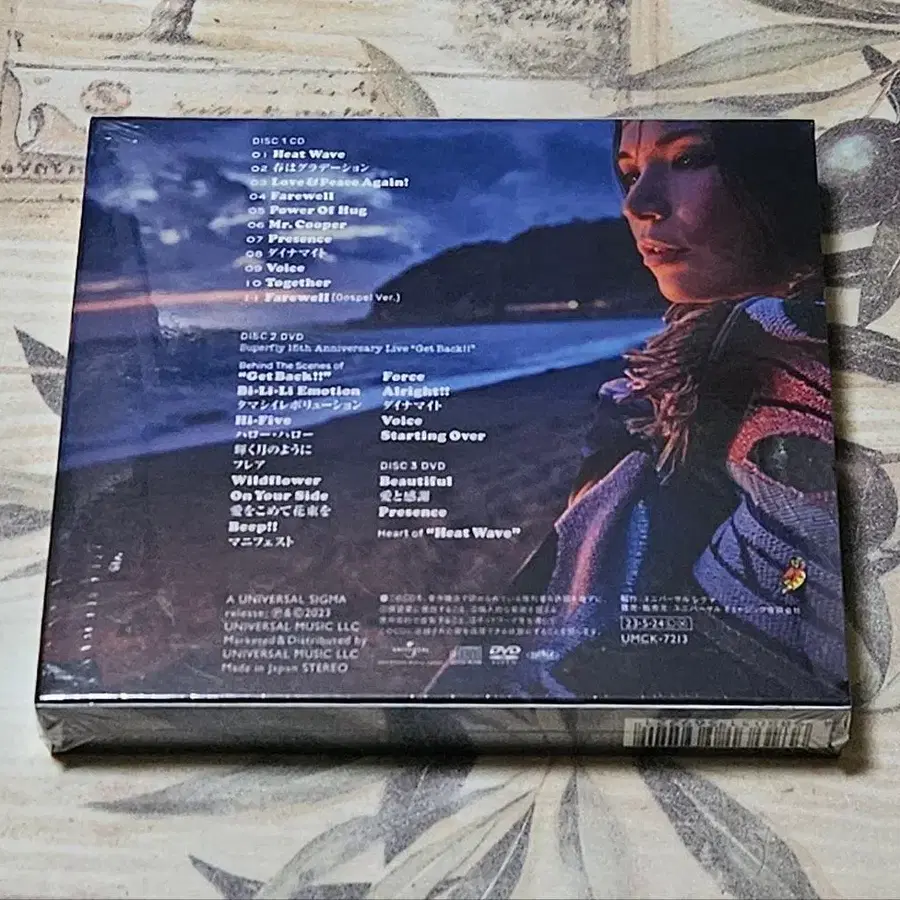 DISC 1 CD
01 Heat Wave
02 春はグラデーション
03 Love & Peace Again!
04 Farewell
05 Power Of Hug
06 Mr. Cooper
07 Presence
08 ダイナマイト
09 Voice
10 Together
11 Farewell (Gospel Ver.)
DISC 2 DVD
Superfly 15th Anniversary Live "Get Back!!"
Behind The Scenes of
"Get Back!!"
Bi-Li-Li Emotion
タマシイレボリューション
Hi-Five
ハロー・ハロー
輝く月のように
フレア
Wildflower
On Your Side
愛をこめて花束を
Beep!!
マニフェスト
Force
Alright!!
ダイナマイト
Voice
Starting Over
DISC 3 DVD
Beautiful
愛と感謝
Presence
Heart of "Heat Wave"
A UNIVERSAL SIGMA
release; ℗&©2023
UNIVERSAL MUSIC LLC
Marketed & Distributed by
UNIVERSAL MUSIC LLC
Made in Japan STEREO
UNIVERSAL
DVD
23·5·24
UMCK-7213